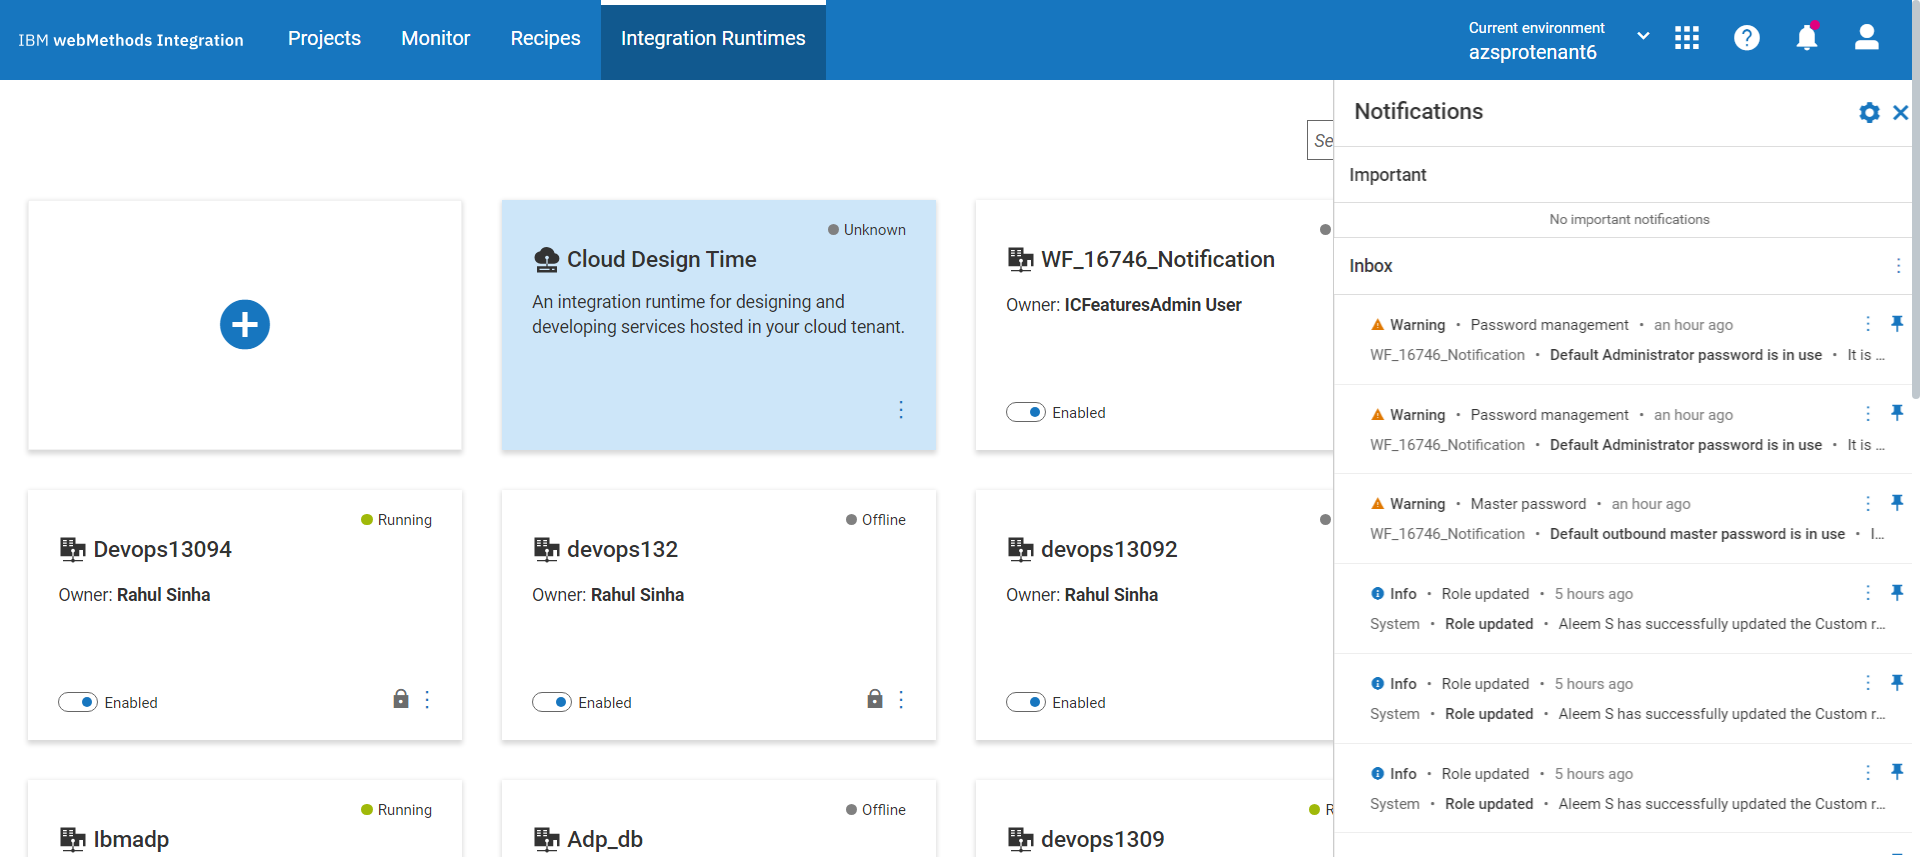 IBM webMethods Integration
Projects
Monitor
Recipes
Integration Runtimes
Current environment
azsprotenant6
Se
Unknown
Cloud Design Time
An integration runtime for designing and
developing services hosted in your cloud tenant.
WF_16746_Notification
Owner: ICFeaturesAdmin User
Enabled
Running
Devops13094
Owner: Rahul Sinha
Enabled
Offline
devops132
Owner: Rahul Sinha
Enabled
devops13092
Owner: Rahul Sinha
Enabled
Running
Ibmadp
Offline
Adp_db
R
devops1309
Notifications
Important
No important notifications
Inbox
Warning • Password management • an hour ago
WF_16746_Notification • Default Administrator password is in use • It is ...
Warning • Password management • an hour ago
WF_16746_Notification • Default Administrator password is in use • It is ...
Warning • Master password • an hour ago
WF_16746_Notification • Default outbound master password is in use • I...
Info • Role updated • 5 hours ago
System • Role updated • Aleem S has successfully updated the Custom r...
Info • Role updated • 5 hours ago
System • Role updated • Aleem S has successfully updated the Custom r...
Info • Role updated • 5 hours ago
System • Role updated • Aleem S has successfully updated the Custom r...